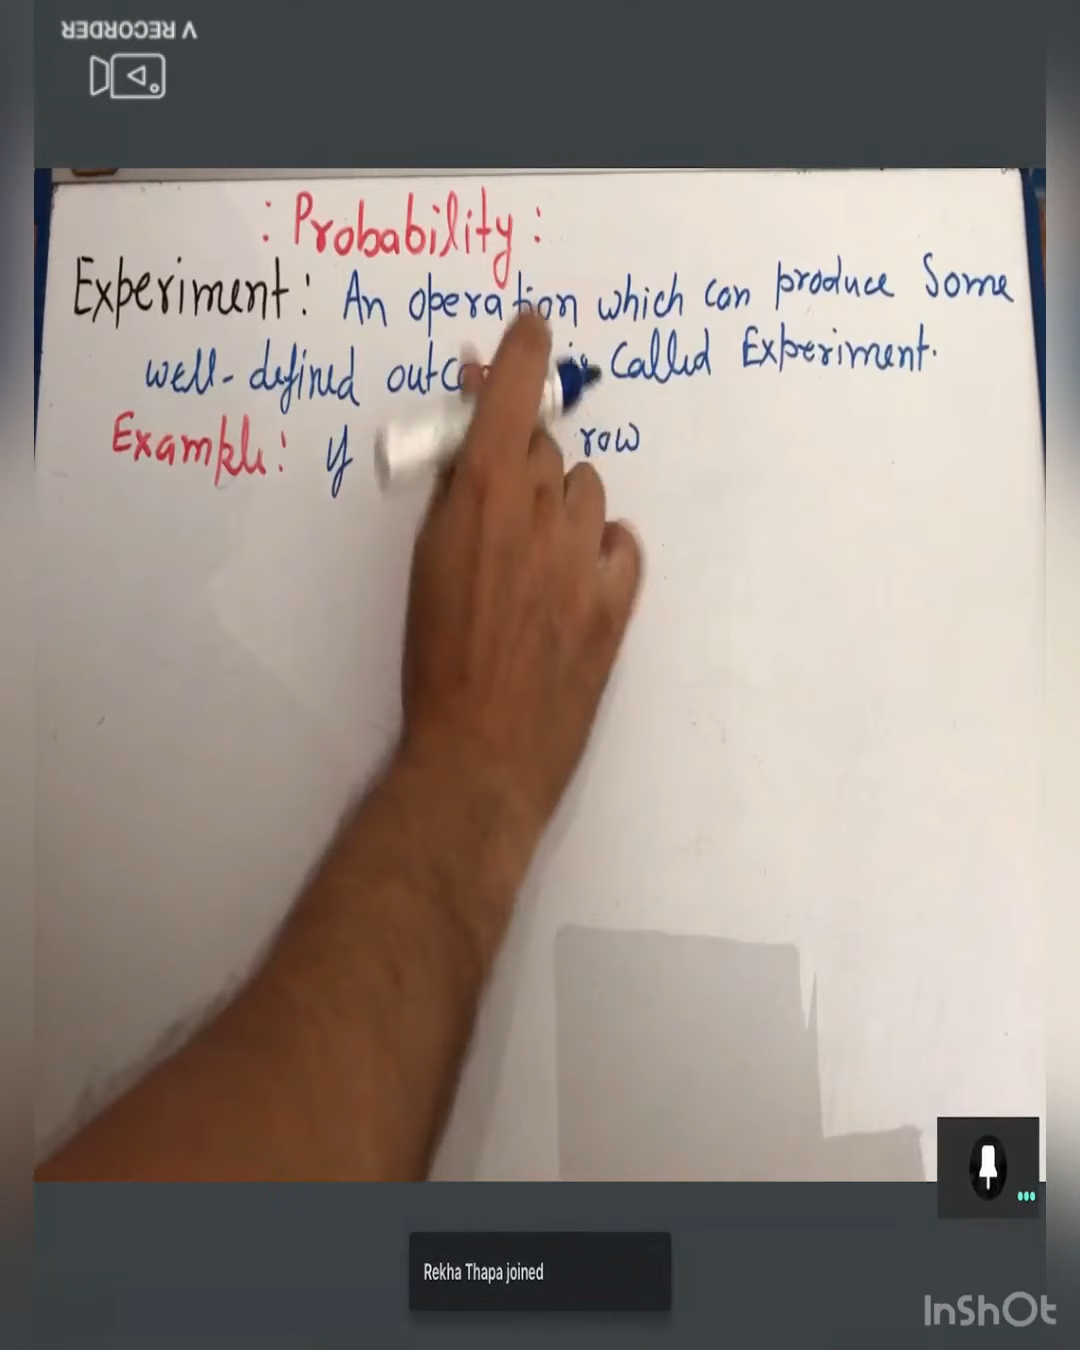 V RECORDER
: Probability :
Experiment : An operation which can produce Some
well-defined is Called Experiment.
Example : if row
Rekha Thapa joined
InShOt